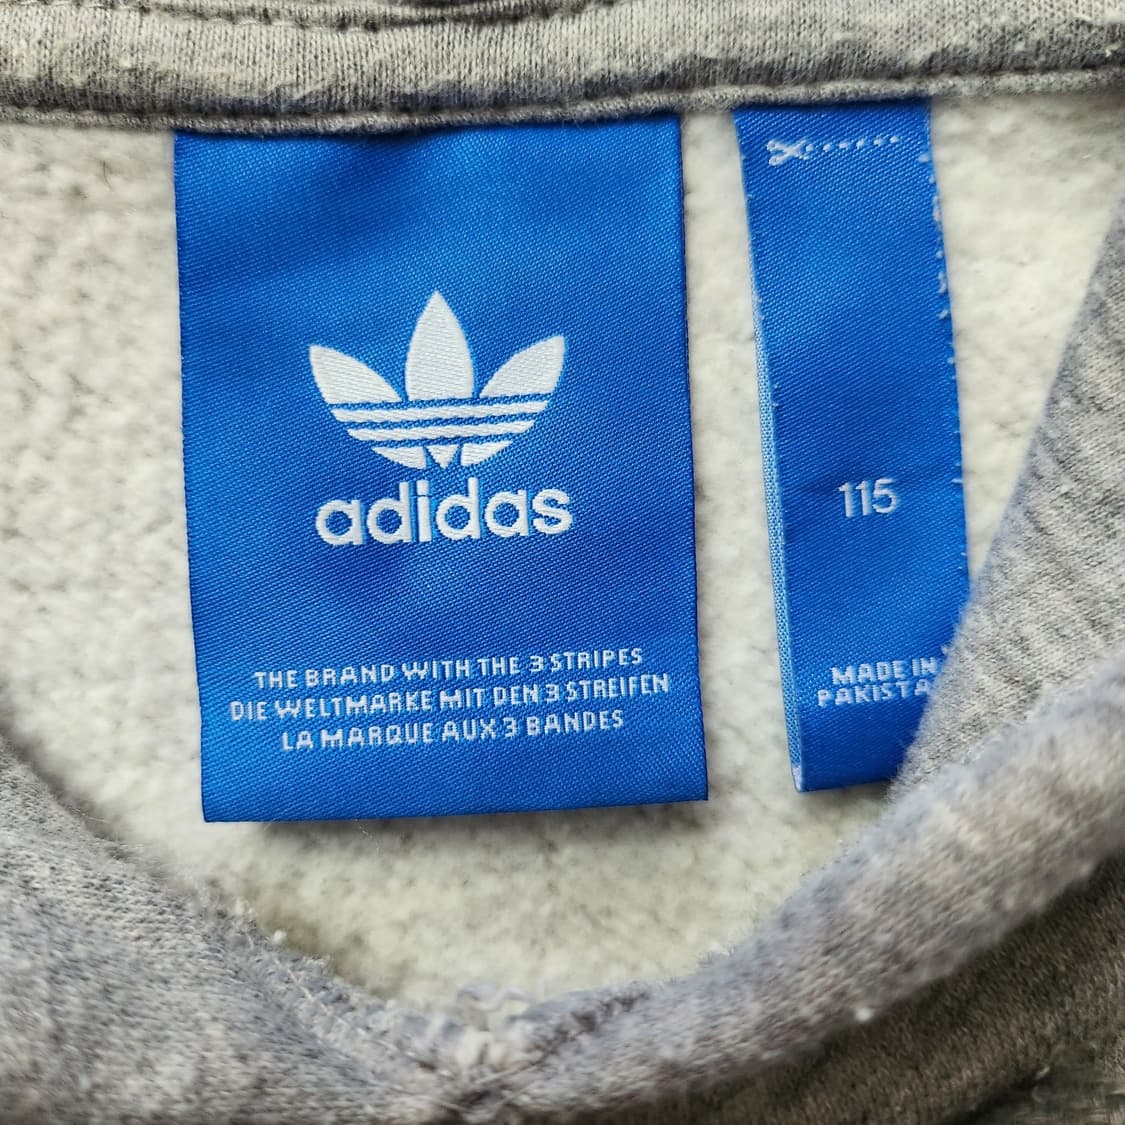 adidas
THE BRAND WITH THE 3 STRIPES
DIE WELTMARKE MIT DEN 3 STREIFEN
LA MARQUE AUX 3 BANDES
115
MADE IN
PAKISTA